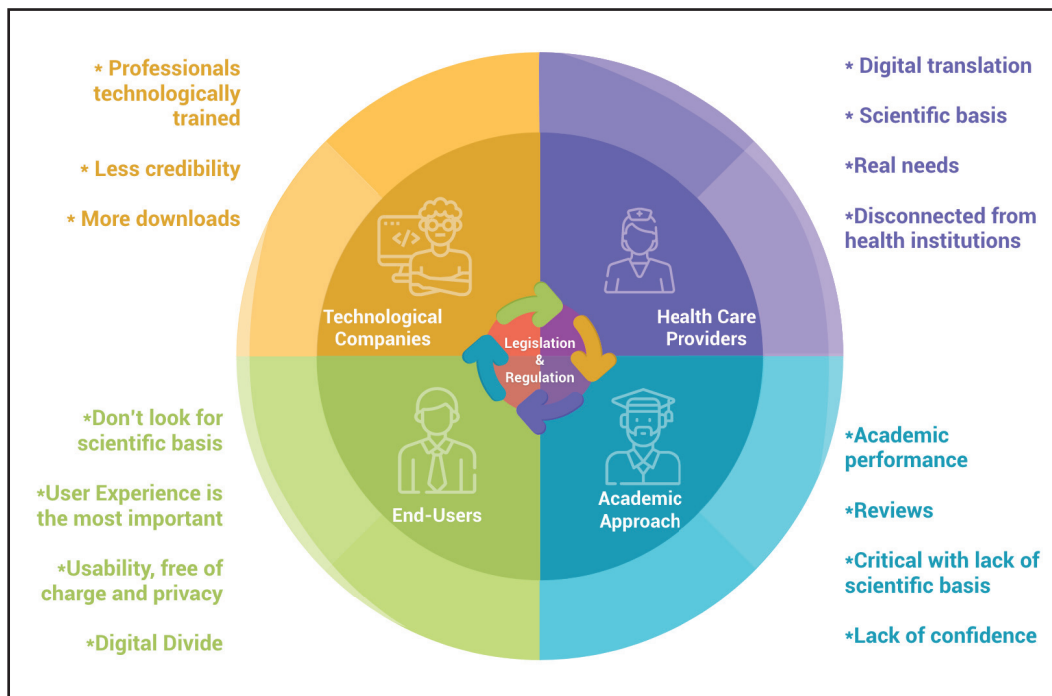 * Professionals
technologically
trained
* Less credibility
* More downloads
* Digital translation
* Scientific basis
*Real needs
*Disconnected from
health institutions
Technological
Companies
Health Care
Providers
Legislation
&
Regulation
End-Users
Academic
Approach
*Don't look for
scientific basis
*User Experience is
the most important
*Usability, free of
charge and privacy
*Digital Divide
*Academic
performance
*Reviews
*Critical with lack of
scientific basis
*Lack of confidence